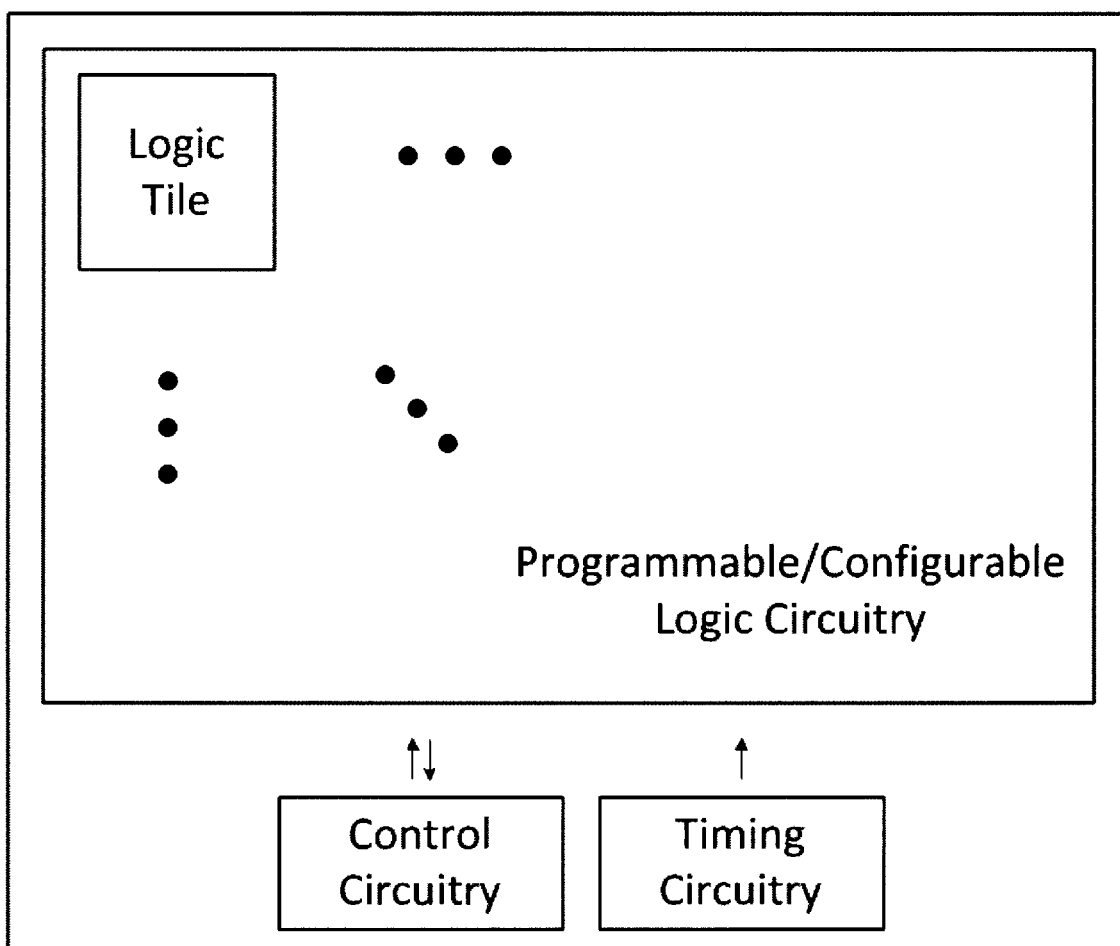 Logic
Tile
Programmable/Configurable
Logic Circuitry
Control
Circuitry
Timing
Circuitry